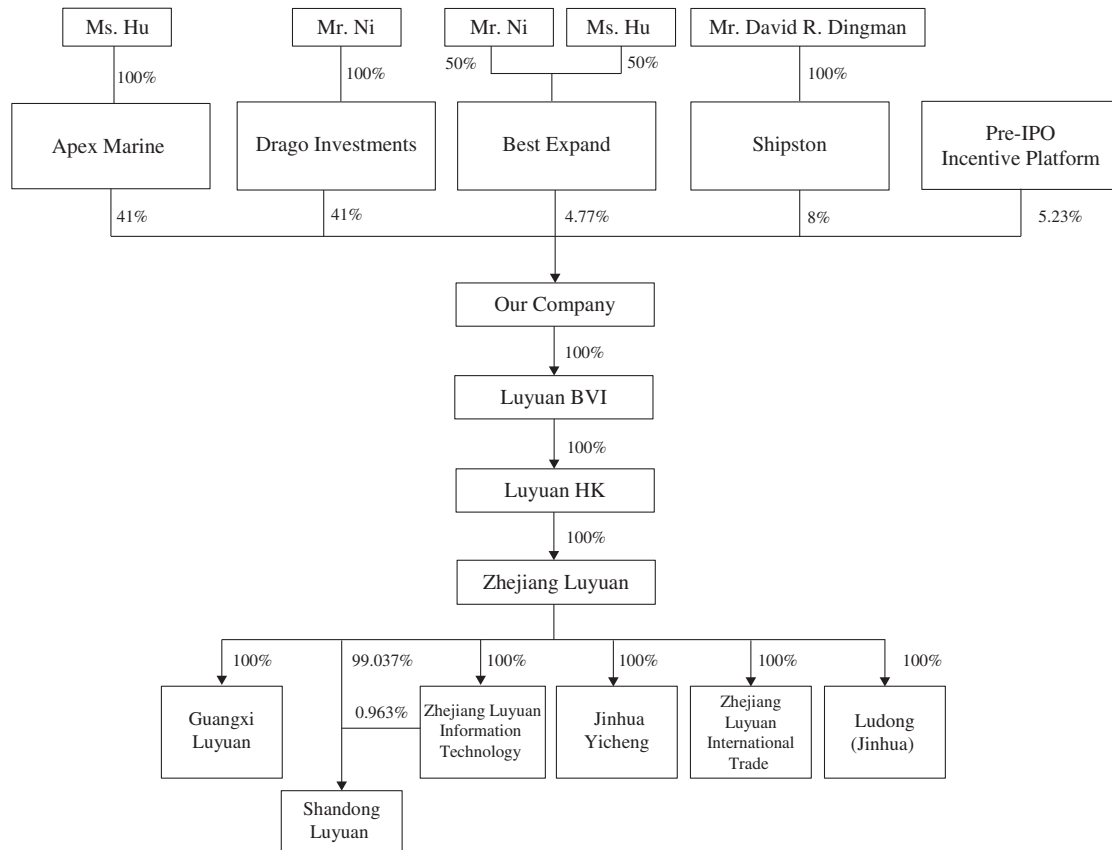 Ms. Hu
Mr. Ni
Mr. Ni
Ms. Hu
Mr. David R. Dingman
100%
100%
50%
50%
100%
Apex Marine
Drago Investments
Best Expand
Shipston
Pre-IPO
Incentive Platform
41%
41%
4.77%
8%
5.23%
Our Company
100%
Luyuan BVI
100%
Luyuan HK
100%
Zhejiang Luyuan
100%
99.037%
100%
100%
100%
100%
Guangxi
Luyuan
0.963%
Zhejiang Luyuan
Information
Technology
Jinhua
Yicheng
Zhejiang
Luyuan
International
Trade
Ludong
(Jinhua)
Shandong
Luyuan